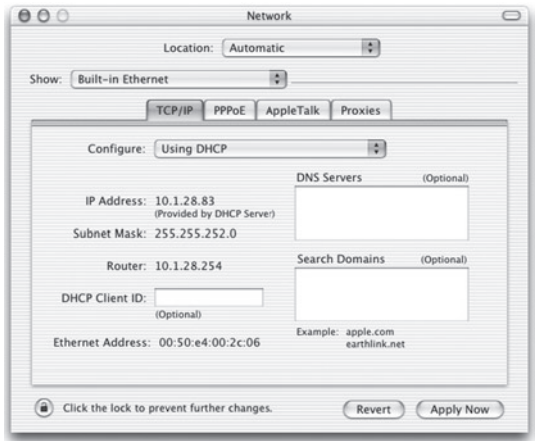 Network
Location: Automatic
Show: Built-in Ethernet
TCP/IP PPPoE AppleTalk Proxies
Configure: Using DHCP
DNS Servers (Optional)
IP Address: 10.1.28.83
(Provided by DHCP Server)
Subnet Mask: 255.255.252.0
Router: 10.1.28.254
Search Domains (Optional)
DHCP Client ID:
(Optional)
Example: apple.com
earthlink.net
Ethernet Address: 00:50:e4:00:2c:06
Click the lock to prevent further changes.
Revert Apply Now